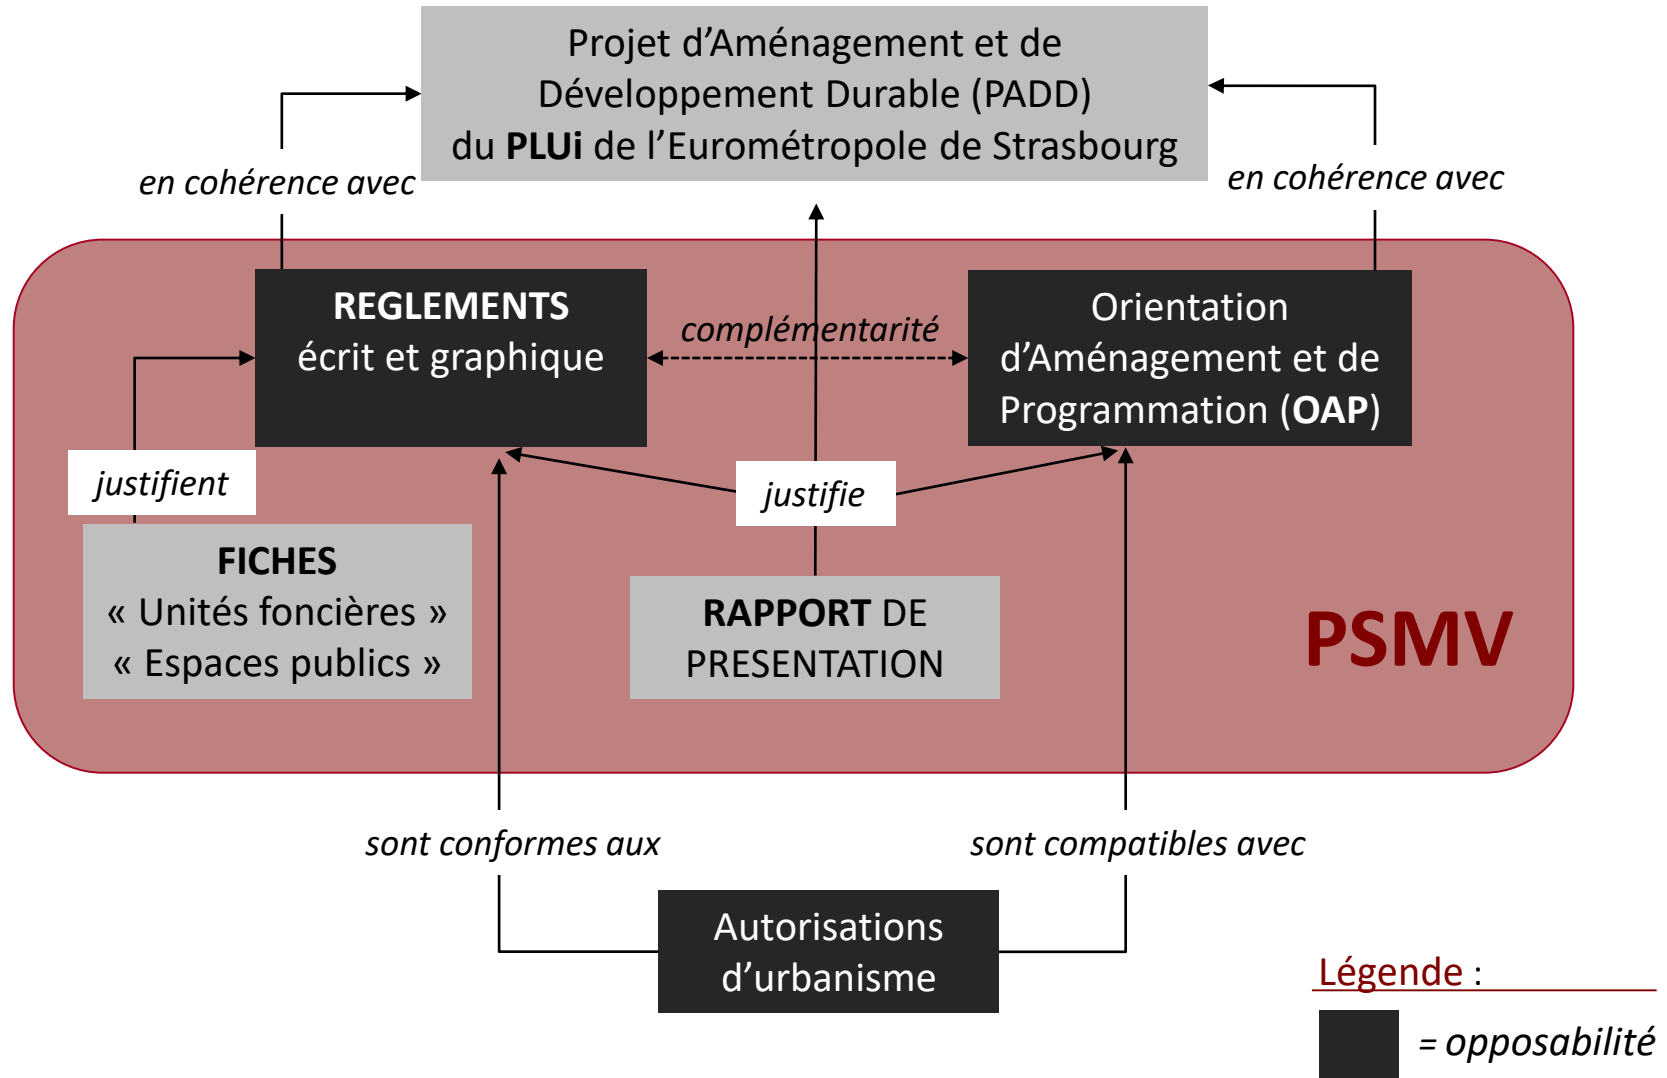 Projet d’Aménagement et de
Développement Durable (PADD)
du PLUi de l’Eurométropole de Strasbourg
en cohérence avec
en cohérence avec
REGLEMENTS
écrit et graphique
complémentarité
Orientation
d’Aménagement et de
Programmation (OAP)
justifient
justifie
FICHES
« Unités foncières »
« Espaces publics »
RAPPORT DE
PRESENTATION
PSMV
sont conformes aux
sont compatibles avec
Autorisations
d’urbanisme
Légende :
= opposabilité